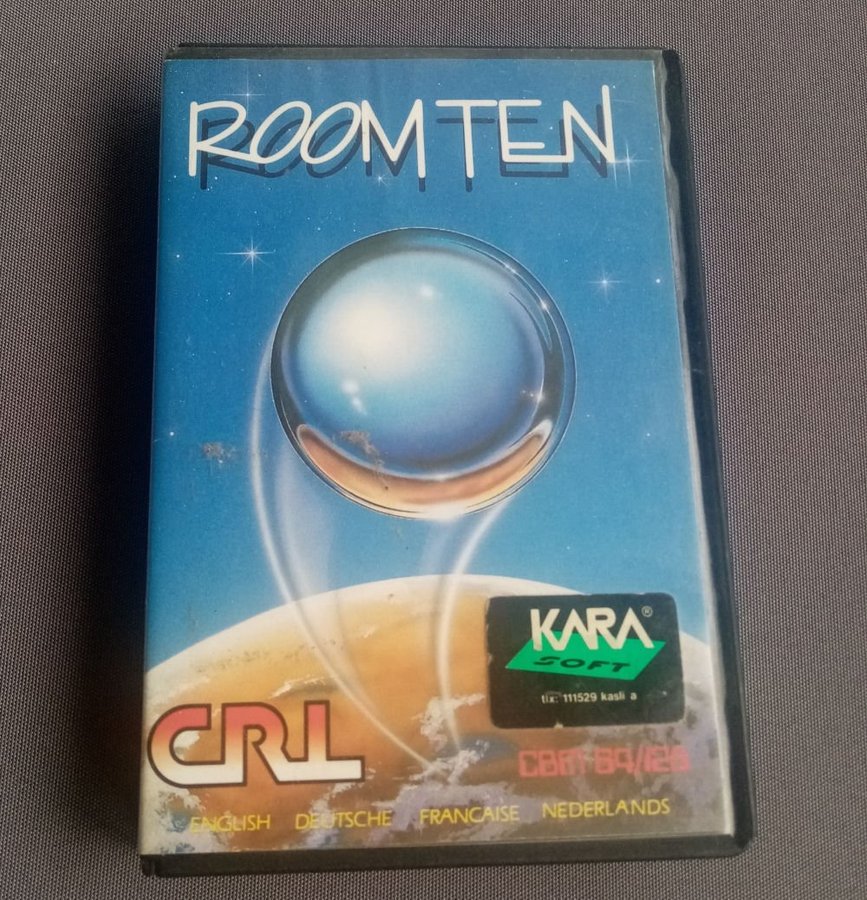 ROOM TEN
KARA®
SOFT
tlx: 111529 kasli a
CRL
CBM 64/128
ENGLISH DEUTSCHE FRANCAISE NEDERLANDS